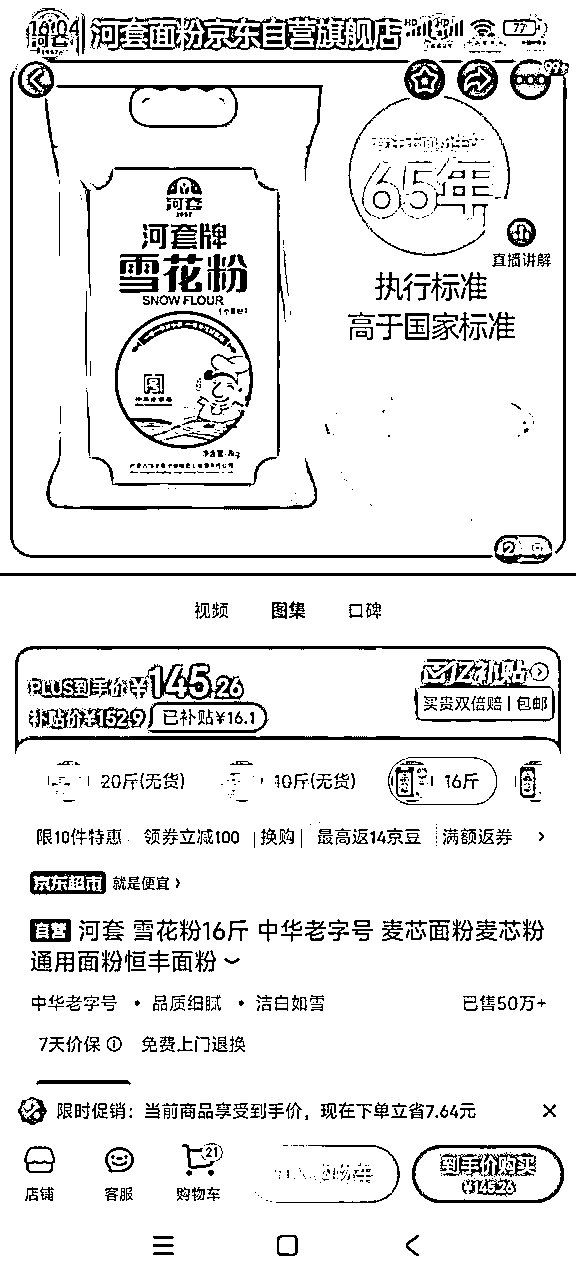 16:04
河套面粉京东自营旗舰店
77
99+
河套
河套牌
雪花粉
SNOW FLOUR
65年
直播讲解
执行标准
高于国家标准
视频 图集 口碑
PLUS到手价¥145.26
百亿补贴
补贴价¥152.9 已补贴¥16.1
买贵双倍赔 | 包邮
20斤(无货) 10斤(无货) 16斤
限10件特惠 领券立减100 换购 最高返14京豆 满额返券
京东超市 就是便宜
自营 河套 雪花粉16斤 中华老字号 麦芯面粉麦芯粉
通用面粉恒丰面粉
中华老字号 • 品质细腻 • 洁白如雪 已售50万+
7天价保 免费上门退换
限时促销：当前商品享受到手价，现在下单立省7.64元
21
店铺 客服 购物车
到手价购买
¥145.26